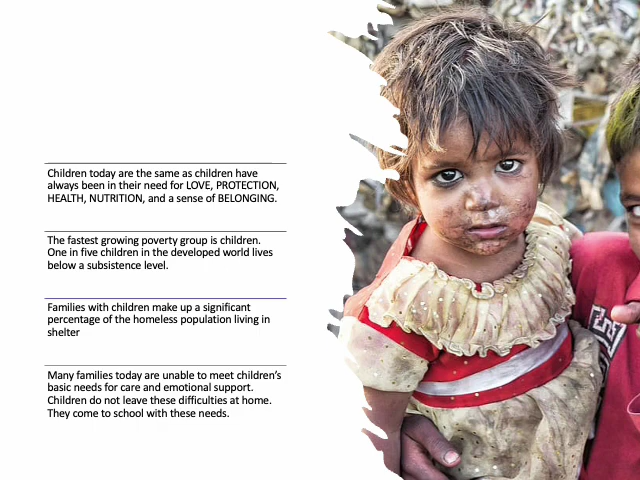 Children today are the same as children have
always been in their need for LOVE, PROTECTION,
HEALTH, NUTRITION, and a sense of BELONGING.
The fastest growing poverty group is children.
One in five children in the developed world lives
below a subsistence level.
Families with children make up a significant
percentage of the homeless population living in
shelter
Many families today are unable to meet children’s
basic needs for care and emotional support.
Children do not leave these difficulties at home.
They come to school with these needs.